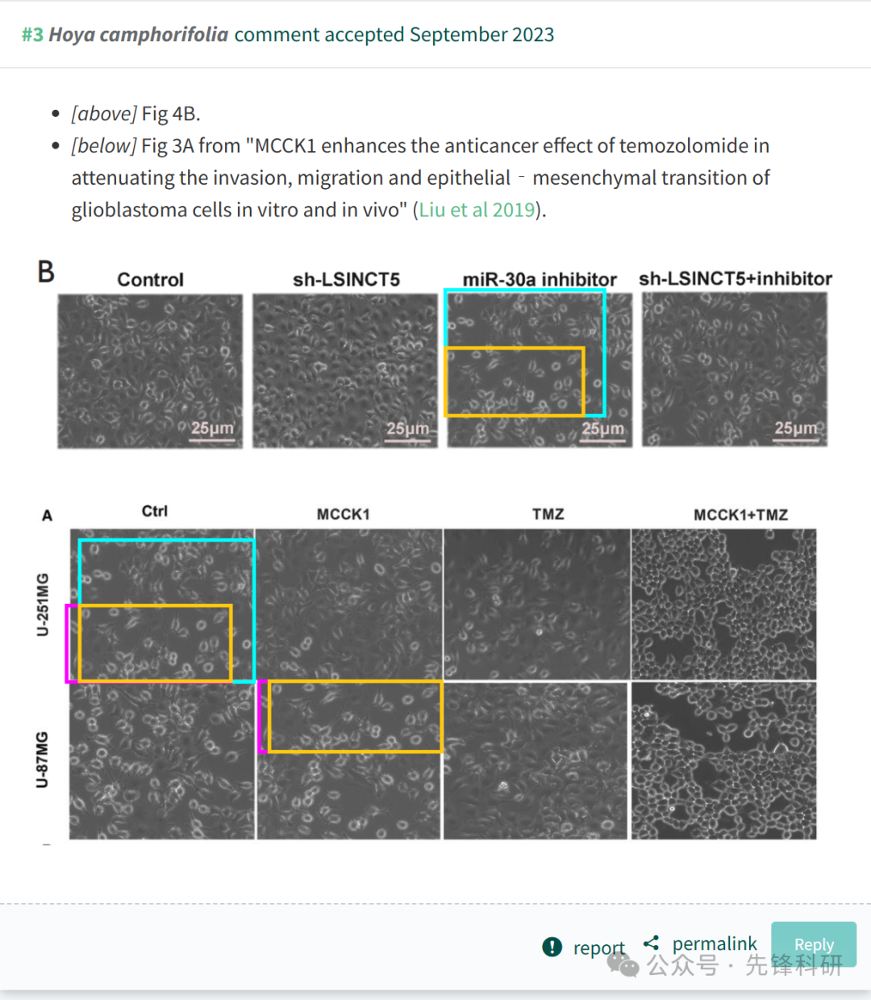 #3 Hoya camphorifolia comment accepted September 2023
• [above] Fig 4B.
• [below] Fig 3A from "MCCK1 enhances the anticancer effect of temozolomide in
attenuating the invasion, migration and epithelial‐mesenchymal transition of
glioblastoma cells in vitro and in vivo" (Liu et al 2019).
B
Control sh-LSINCT5 miR-30a inhibitor sh-LSINCT5+inhibitor
25μm 25μm 25μm 25μm
A Ctrl MCCK1 TMZ MCCK1+TMZ
U-251MG
U-87MG
report permalink Reply
公众号 · 先锋科研